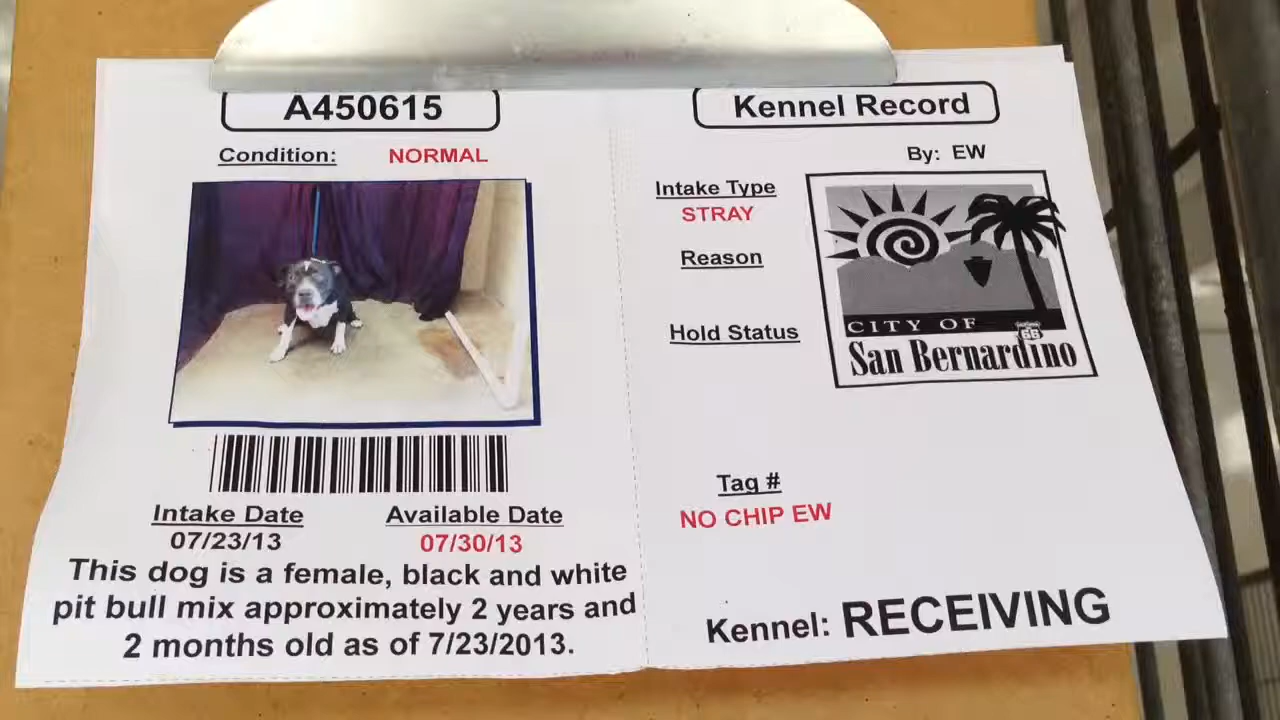 A450615
Condition: NORMAL
Intake Date Available Date
07/23/13 07/30/13
This dog is a female, black and white
pit bull mix approximately 2 years and
2 months old as of 7/23/2013.
Kennel Record
By: EW
Intake Type
STRAY
Reason
Hold Status
CITY OF
66
San Bernardino
Tag #
NO CHIP EW
Kennel: RECEIVING